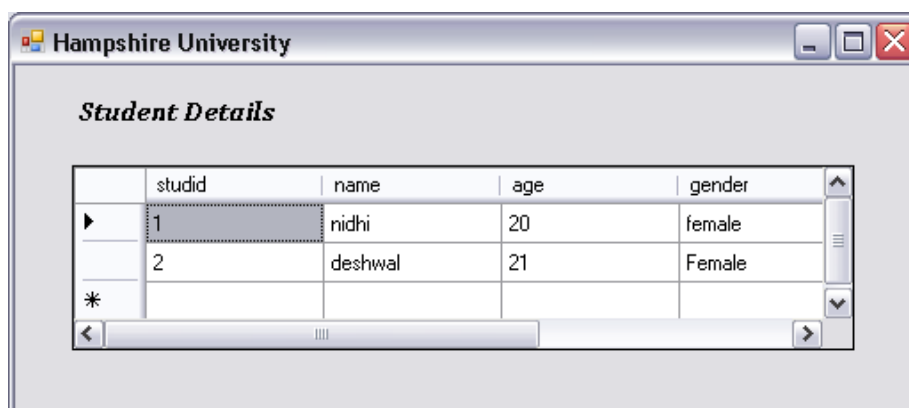 Hampshire University
Student Details
studid name age gender
1 nidhi 20 female
2 deshwal 21 Female